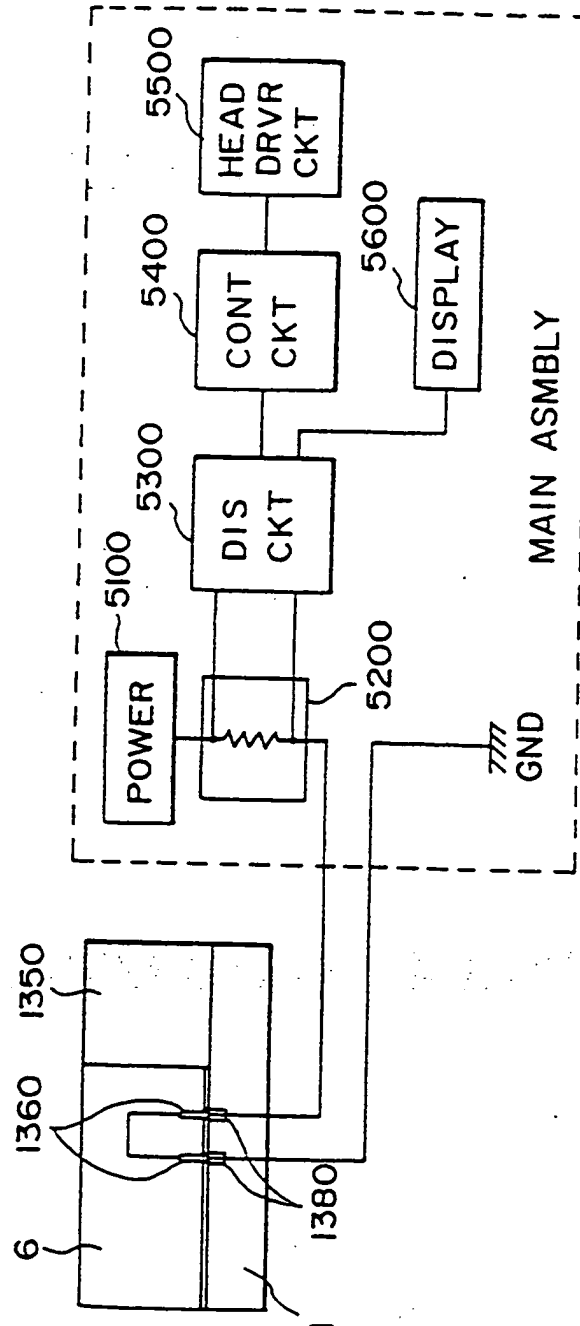 6
1360
1350
1380
5100
POWER
5200
5300
DIS
CKT
5400
CONT
CKT
5500
HEAD
DRVR
CKT
5600
DISPLAY
GND
MAIN ASMBLY